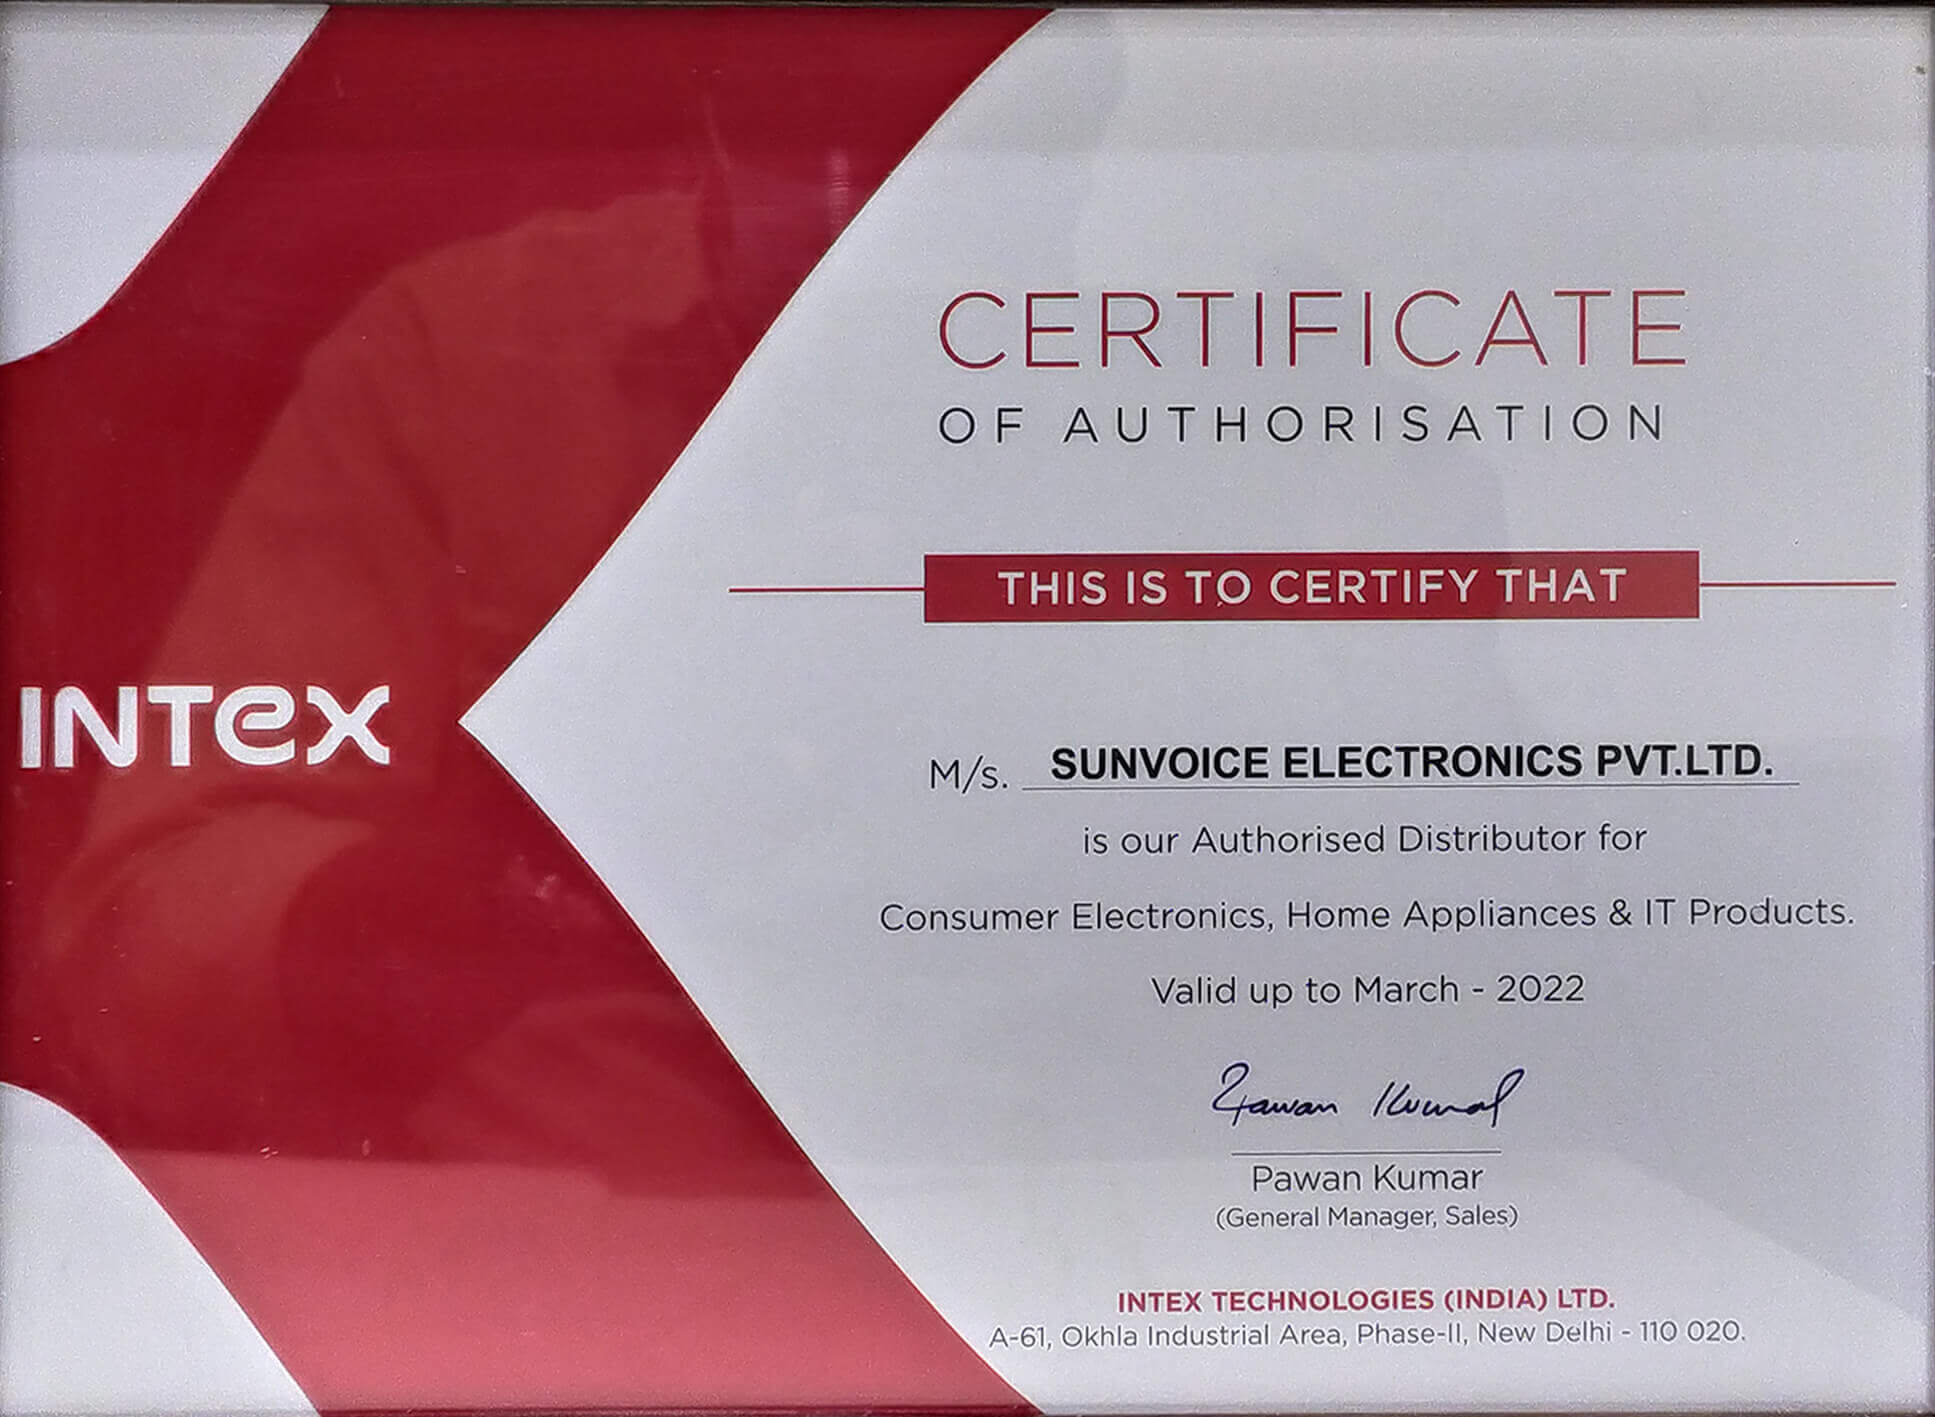 INTEX
CERTIFICATE
OF AUTHORISATION
THIS IS TO CERTIFY THAT
M/s. SUNVOICE ELECTRONICS PVT.LTD.
is our Authorised Distributor for
Consumer Electronics, Home Appliances & IT Products.
Valid up to March - 2022
Pawan Kumar
Pawan Kumar
(General Manager, Sales)
INTEX TECHNOLOGIES (INDIA) LTD.
A-61, Okhla Industrial Area, Phase-II, New Delhi - 110 020.